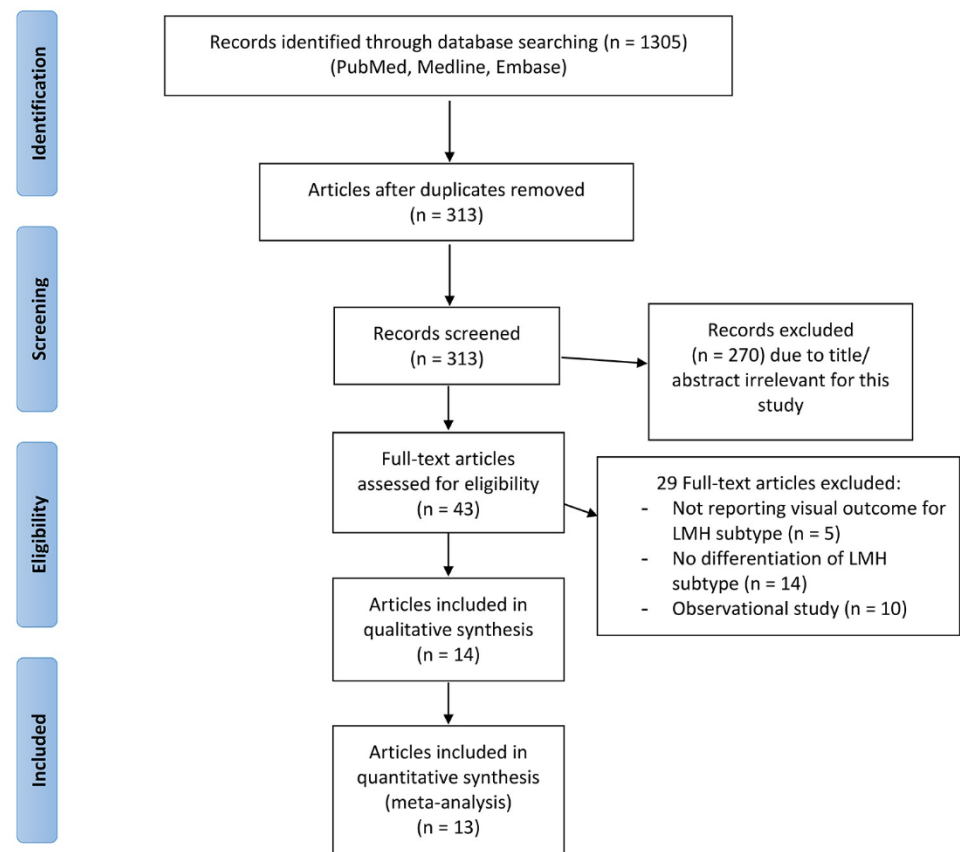 Identification
Records identified through database searching (n = 1305)
(PubMed, Medline, Embase)
Articles after duplicates removed
(n = 313)
Screening
Records screened
(n = 313)
Records excluded
(n = 270) due to title/
abstract irrelevant for this
study
Eligibility
Full-text articles
assessed for eligibility
(n = 43)
29 Full-text articles excluded:
- Not reporting visual outcome for
LMH subtype (n = 5)
- No differentiation of LMH
subtype (n = 14)
- Observational study (n = 10)
Articles included in
qualitative synthesis
(n = 14)
Included
Articles included in
quantitative synthesis
(meta-analysis)
n = 13)